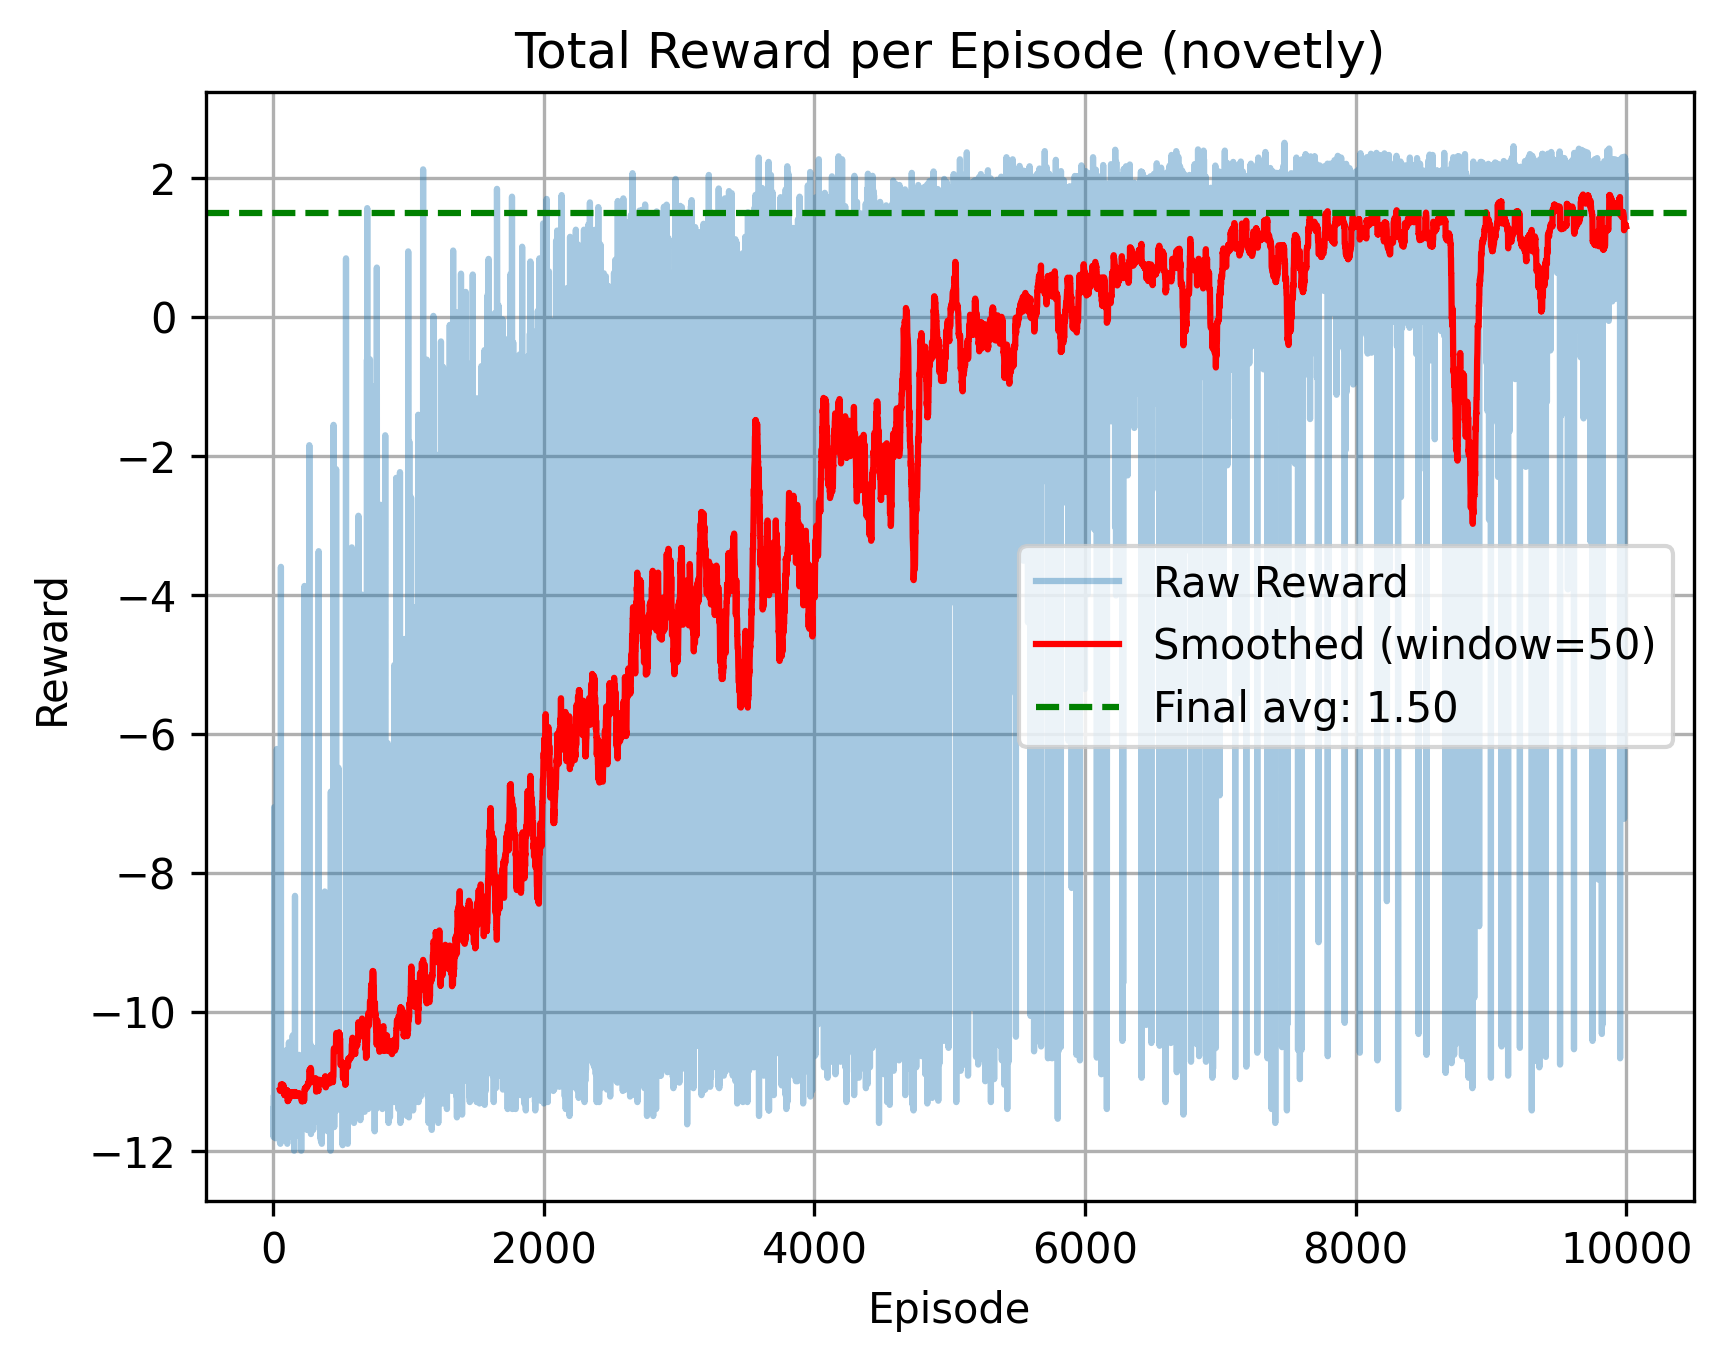 Total Reward per Episode (novetly)
2
0
−2
−4
−6
−8
−10
−12
Reward
Raw Reward
Smoothed (window=50)
Final avg: 1.50
0 2000 4000 6000 8000 10000
Episode